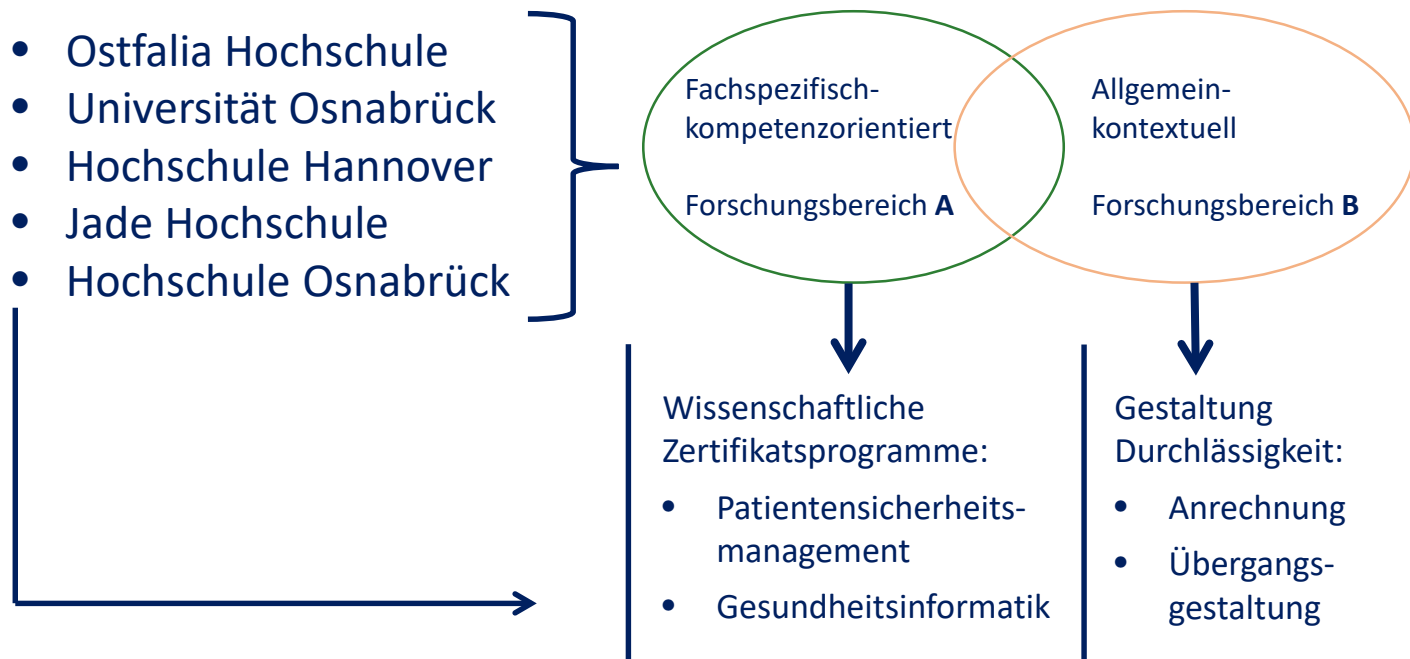 • Ostfalia Hochschule
• Universität Osnabrück
• Hochschule Hannover
• Jade Hochschule
• Hochschule Osnabrück
Fachspezifisch-
kompetenzorientiert
Forschungsbereich A
Allgemein-
kontextuell
Forschungsbereich B
Wissenschaftliche
Zertifikatsprogramme:
• Patientensicherheits-
management
• Gesundheitsinformatik
Gestaltung
Durchlässigkeit:
• Anrechnung
• Übergangs-
gestaltung